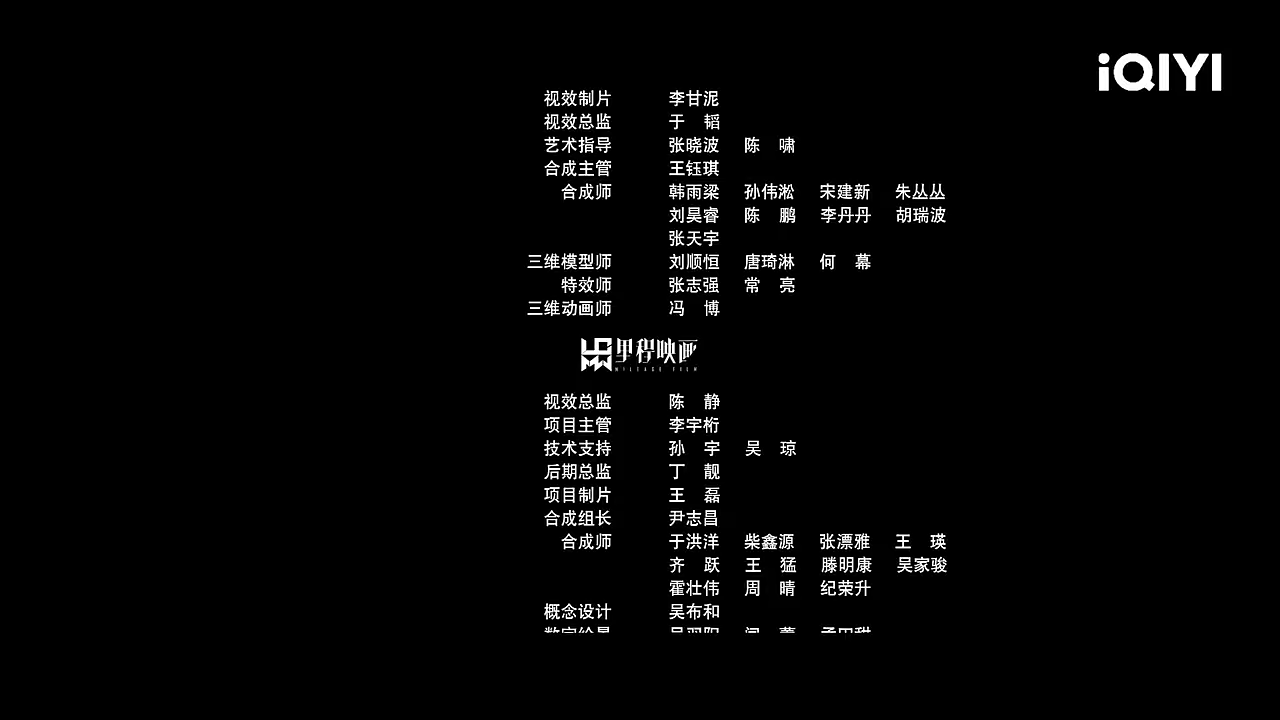 iQIYI
视效制片 李甘泥
视效总监 于 韬
艺术指导 张晓波 陈 啸
合成主管 王钰琪
合成师 韩雨梁 孙伟淞 宋建新 朱丛丛
刘昊睿 陈 鹏 李丹丹 胡瑞波
张天宇
三维模型师 刘顺恒 唐琦淋 何 幕
特效师 张志强 常 亮
三维动画师 冯 博
里程映画
MILEAGE FILM
视效总监 陈 静
项目主管 李宇桁
技术支持 孙 宇 吴 琼
后期总监 丁 靓
项目制片 王 磊
合成组长 尹志昌
合成师 于洪洋 柴鑫源 张漂雅 王 瑛
齐 跃 王 猛 滕明康 吴家骏
霍壮伟 周 晴 纪荣升
概念设计 吴布和